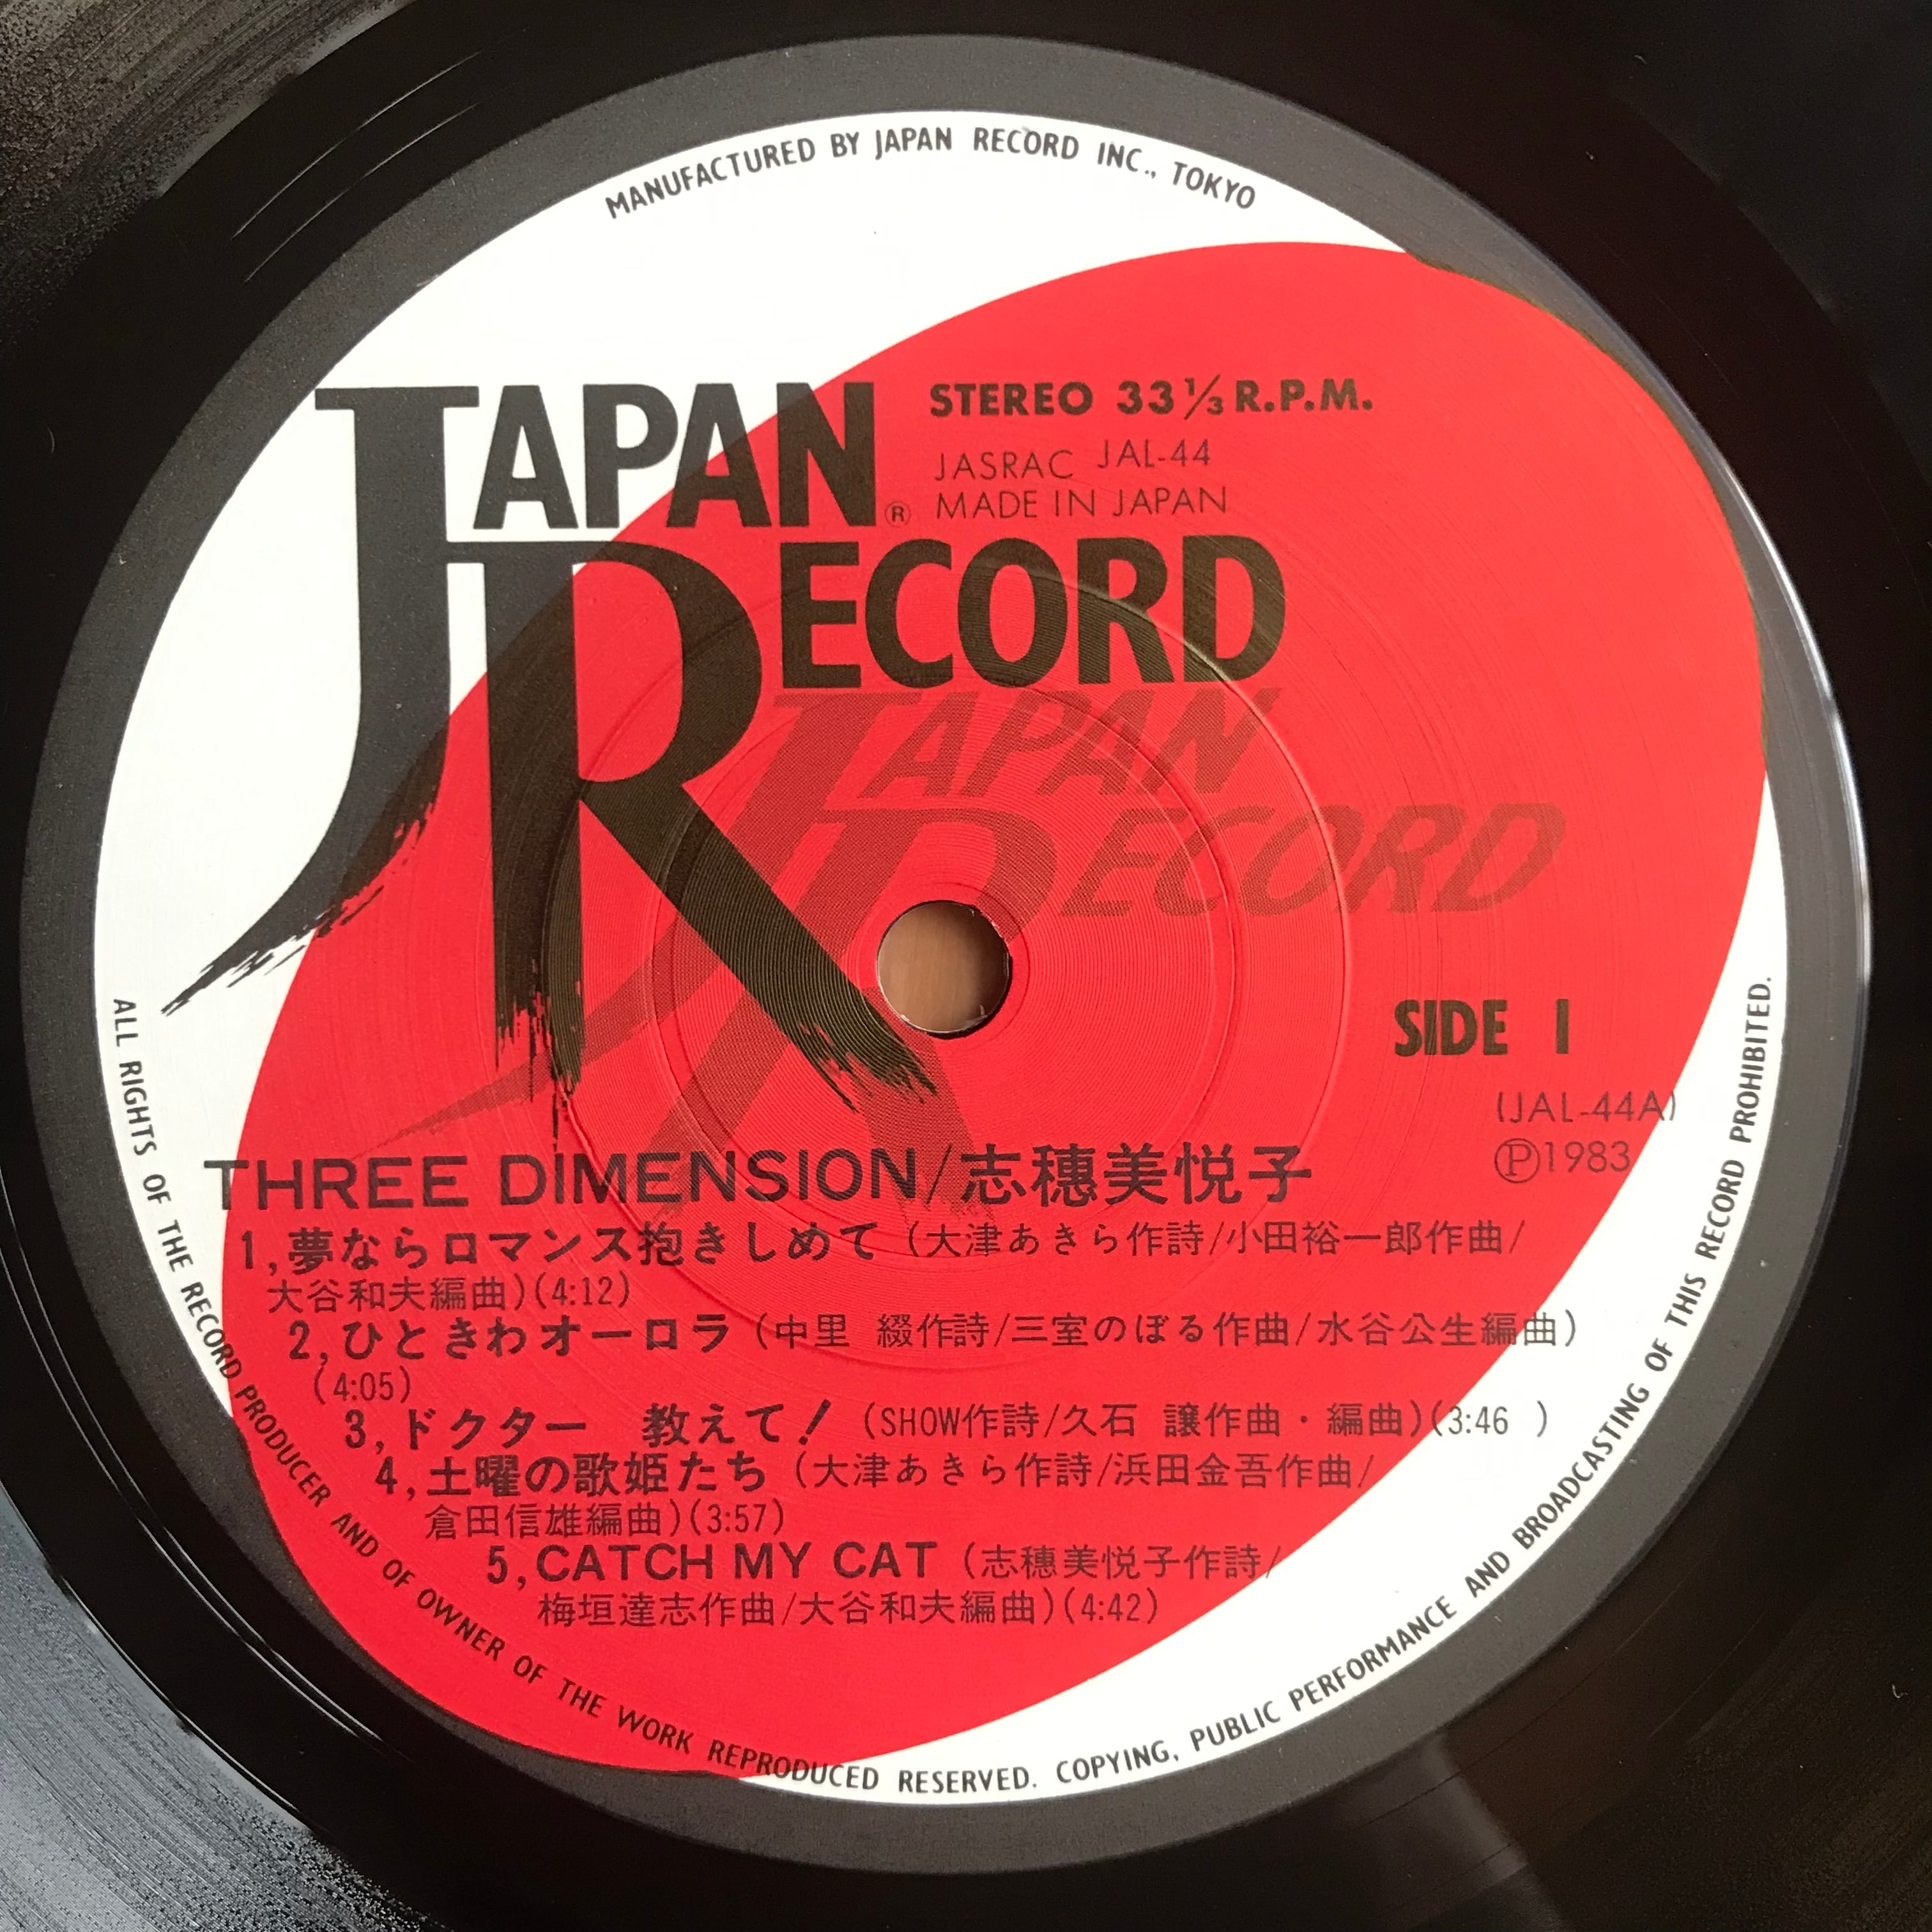 MANUFACTURED BY JAPAN RECORD INC., TOKYO
JAPAN
RECORD
®
STEREO 33⅓ R.P.M.
JASRAC JAL-44
MADE IN JAPAN
JAPAN
RECORD
SIDE 1
(JAL-44A)
Ⓟ1983
THREE DIMENSION/志穂美悦子
1,夢ならロマンス抱きしめて（大津あきら作詩/小田裕一郎作曲/
大谷和夫編曲）(4:12)
2,ひときわオーロラ（中里 綴作詩/三室のぼる作曲/水谷公生編曲）
(4:05)
3,ドクター　教えて！（SHOW作詩/久石 譲作曲・編曲）(3:46 )
4,土曜の歌姫たち（大津あきら作詩/浜田金吾作曲/
倉田信雄編曲）(3:57)
5,CATCH MY CAT（志穂美悦子作詩/
梅垣達志作曲/大谷和夫編曲）(4:42)
ALL RIGHTS OF THE RECORD PRODUCER AND OF OWNER OF THE WORK REPRODUCED RESERVED. COPYING, PUBLIC PERFORMANCE AND BROADCASTING OF THIS RECORD PROHIBITED.